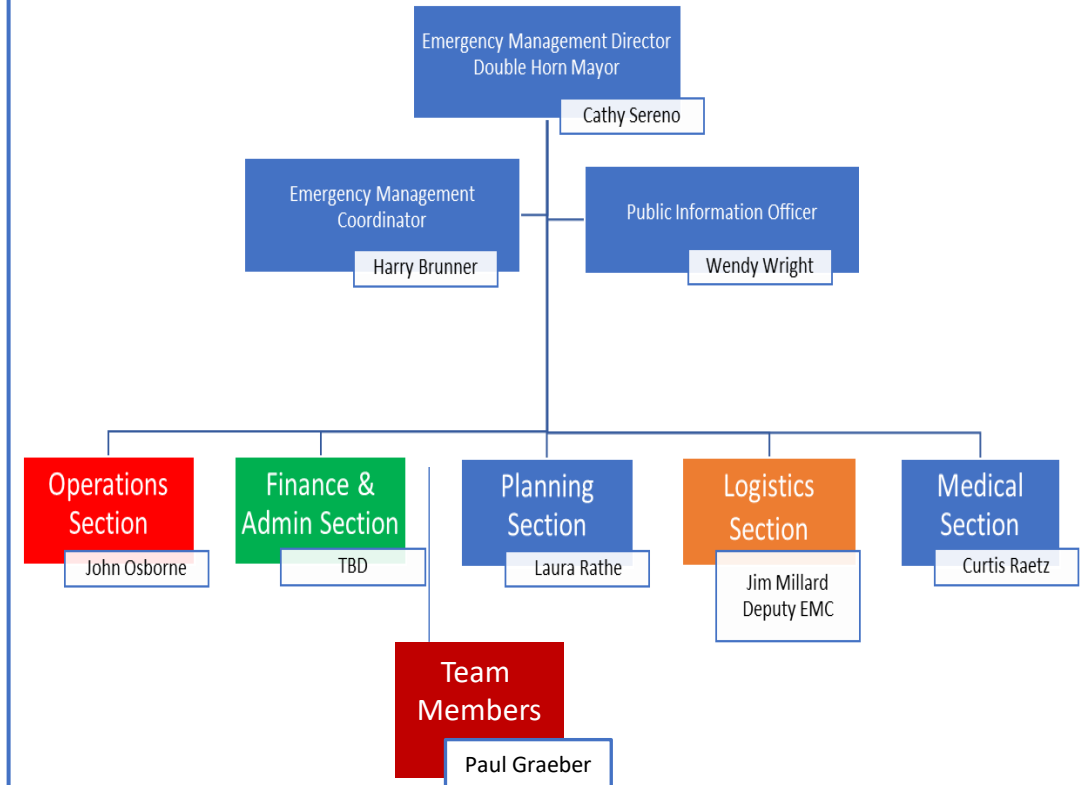 Emergency Management Director
Double Horn Mayor
Cathy Sereno
Emergency Management
Coordinator
Harry Brunner
Public Information Officer
Wendy Wright
Operations
Section
John Osborne
Finance &
Admin Section
TBD
Planning
Section
Laura Rathe
Logistics
Section
Jim Millard
Deputy EMC
Medical
Section
Curtis Raetz
Team
Members
Paul Graeber